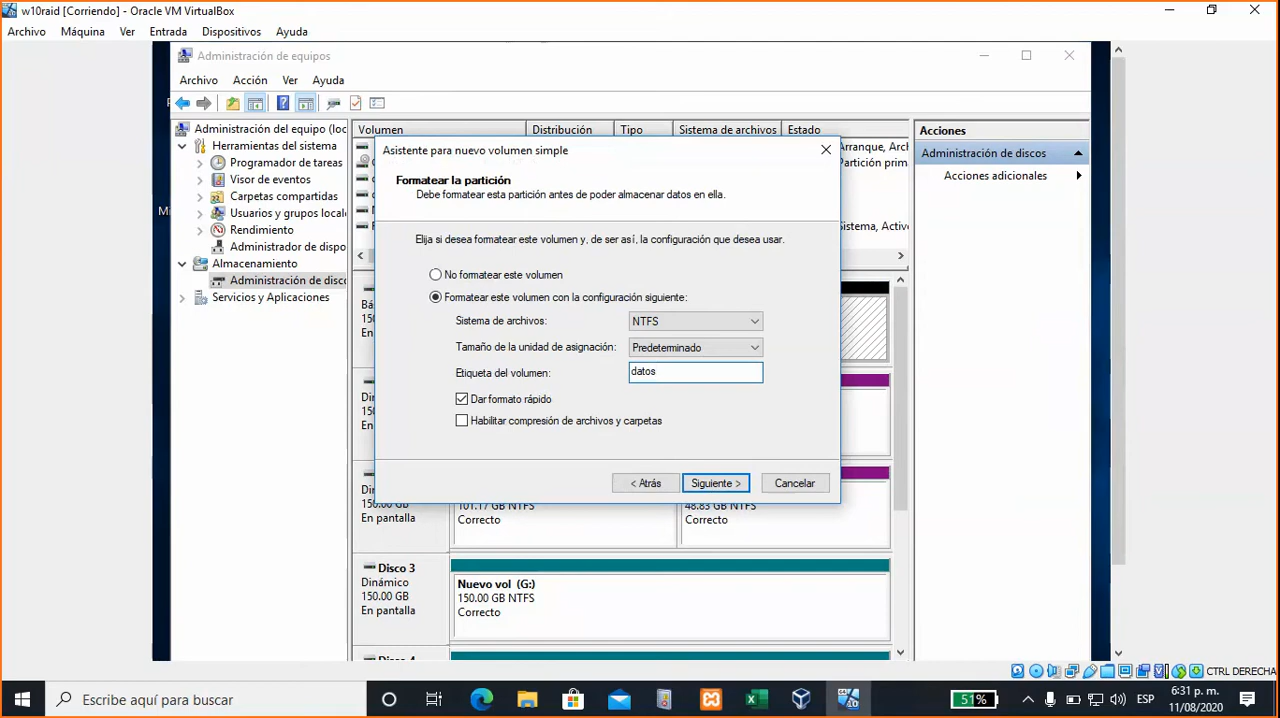 w10raid [Corriendo] - Oracle VM VirtualBox
Archivo Máquina Ver Entrada Dispositivos Ayuda
Administración de equipos
Archivo Acción Ver Ayuda
Administración del equipo (loc
Herramientas del sistema
Programador de tareas
Visor de eventos
Carpetas compartidas
Usuarios y grupos locale
Rendimiento
Administrador de dispo
Almacenamiento
Administración de disco
Servicios y Aplicaciones
Volumen Distribución Tipo Sistema de archivos Estado
Arranque, Arch
Partición prim
Sistema, Activo
Acciones
Administración de discos
Acciones adicionales
Asistente para nuevo volumen simple
Formatear la partición
Debe formatear esta partición antes de poder almacenar datos en ella.
Elija si desea formatear este volumen y, de ser así, la configuración que desea usar.
No formatear este volumen
Formatear este volumen con la configuración siguiente:
Sistema de archivos: NTFS
Tamaño de la unidad de asignación: Predeterminado
Etiqueta del volumen: datos
Dar formato rápido
Habilitar compresión de archivos y carpetas
< Atrás Siguiente > Cancelar
150.00 GB
En pantalla
101.17 GB NTFS
Correcto
48.83 GB NTFS
Correcto
Disco 3
Dinámico
150.00 GB
En pantalla
Nuevo vol (G:)
150.00 GB NTFS
Correcto
Disco 4
CTRL DERECHA
Escribe aquí para buscar
51%
ESP
6:31 p. m.
11/08/2020